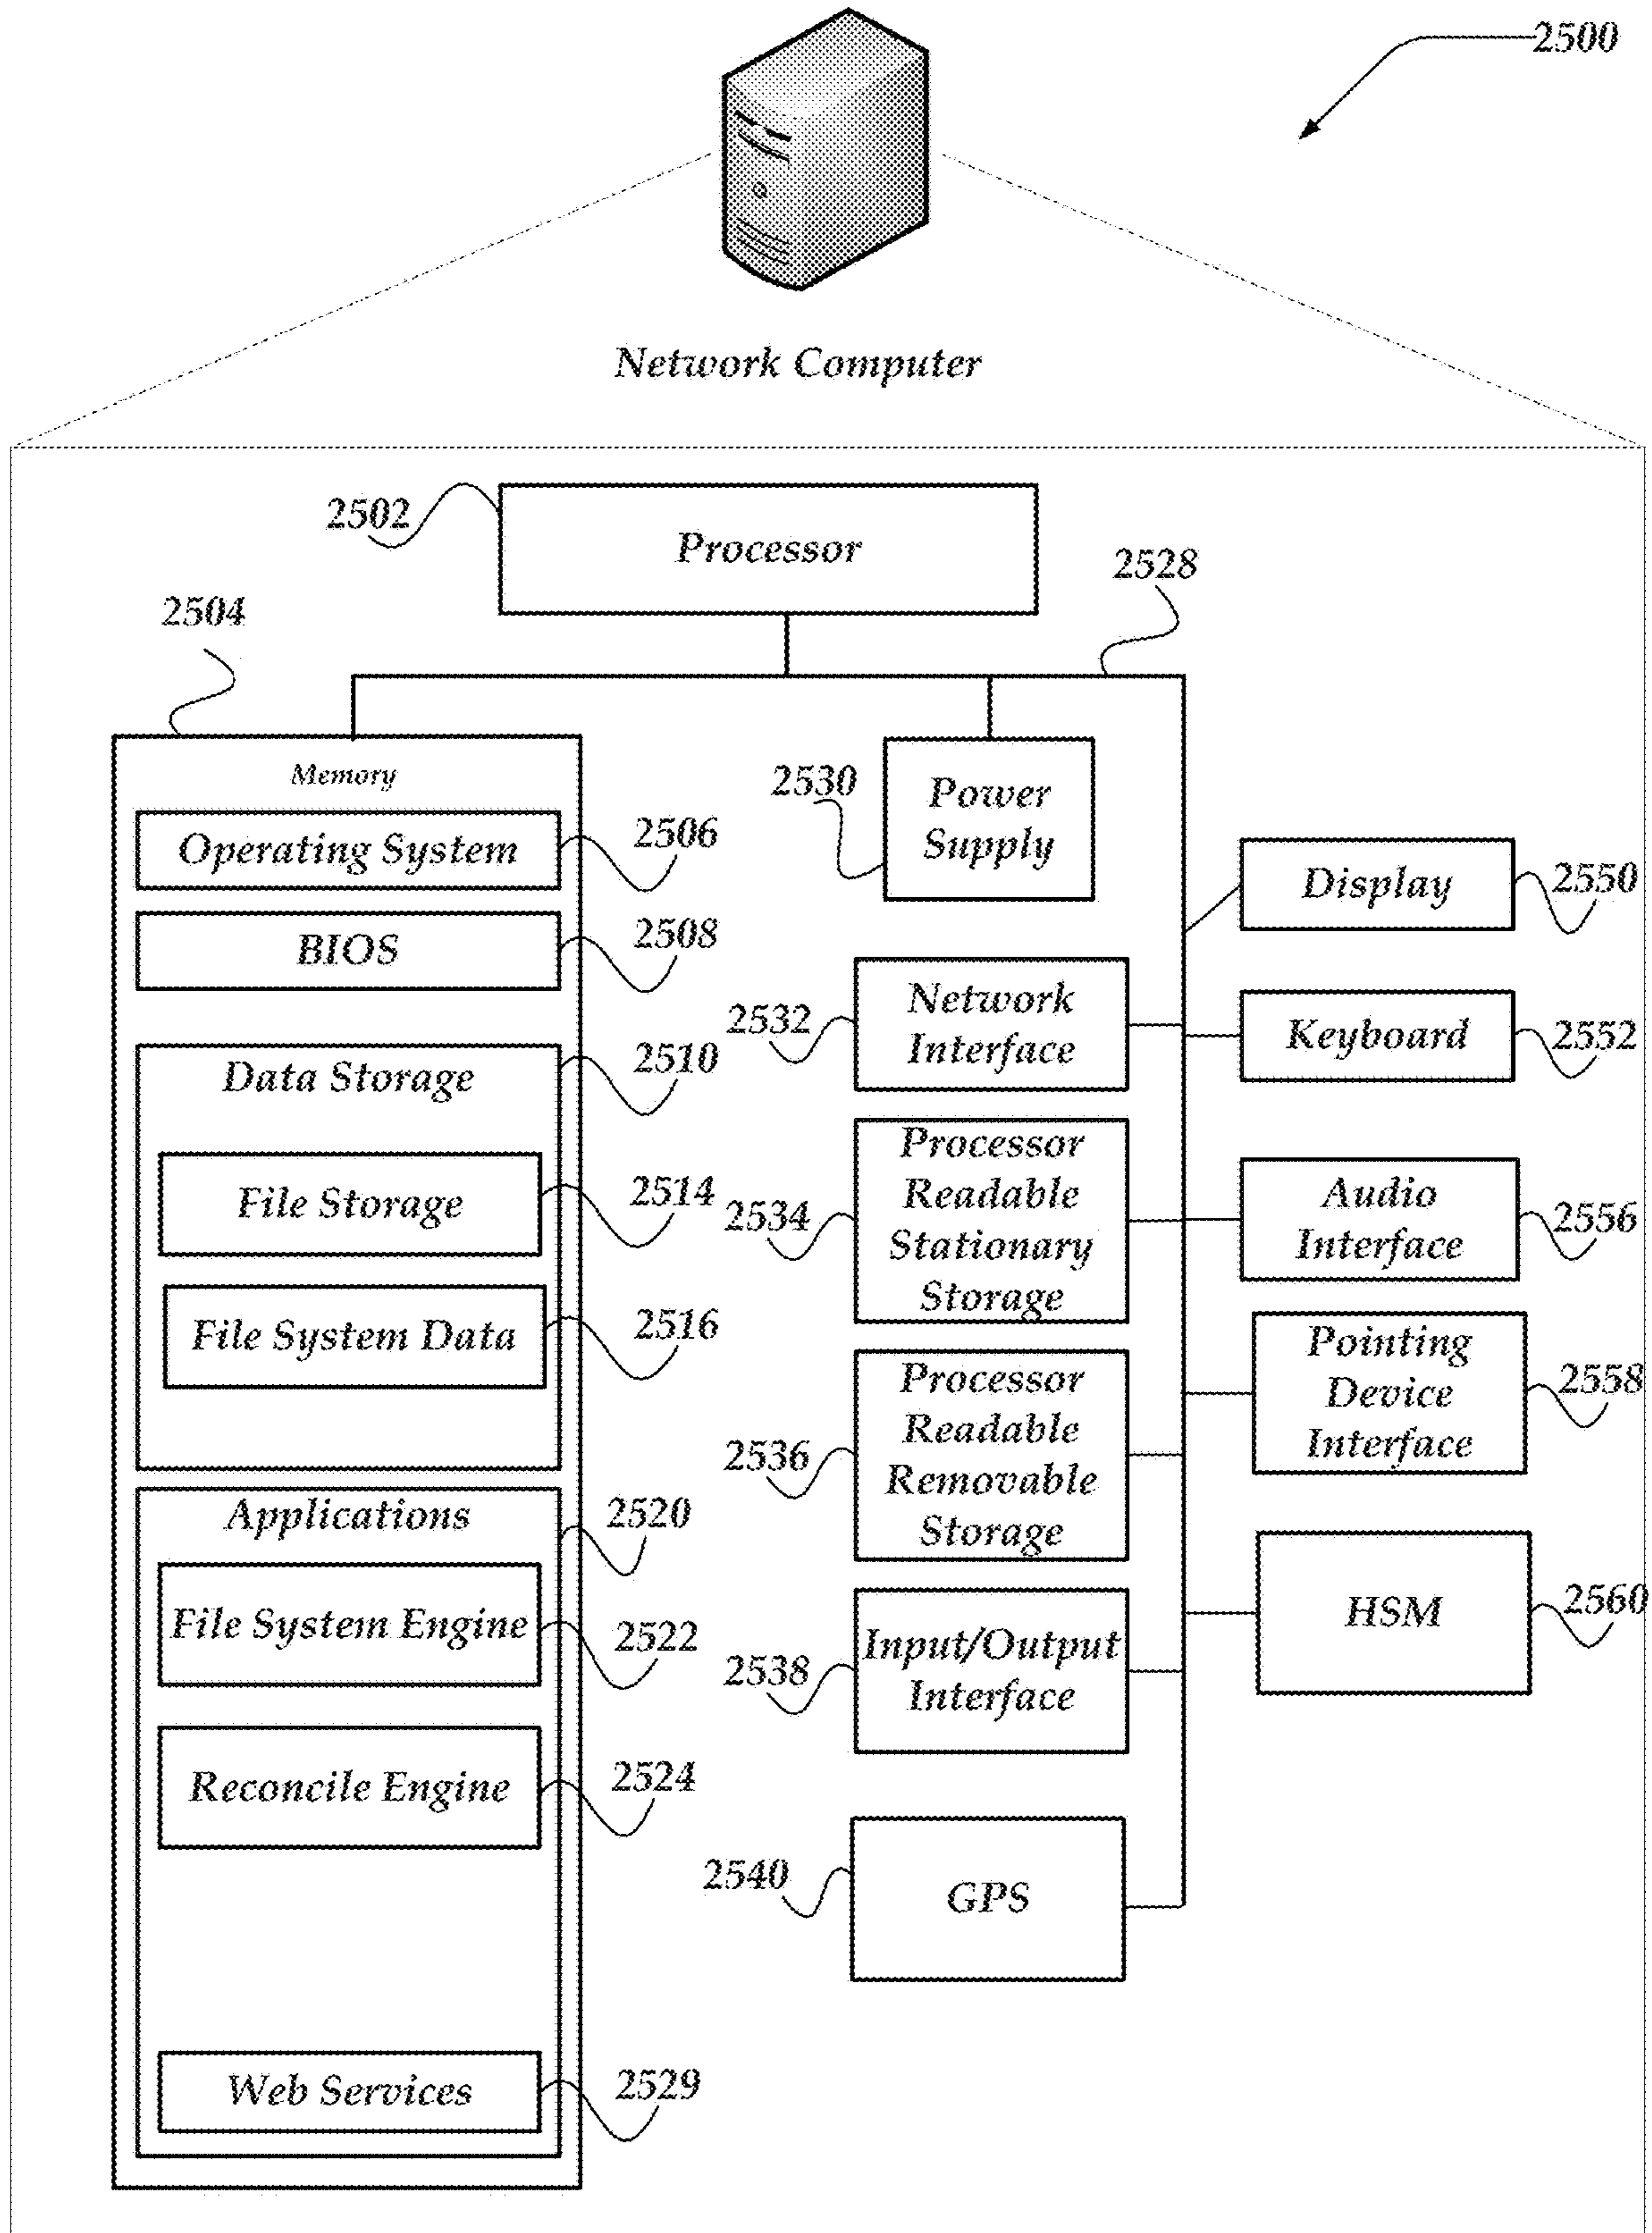 2500
Network Computer
2502
Processor
2528
2504
Memory
Operating System
2506
BIOS
2508
Data Storage
2510
File Storage
2514
File System Data
2516
Applications
2520
File System Engine
2522
Reconcile Engine
2524
Web Services
2529
2530
Power
Supply
2532
Network
Interface
2534
Processor
Readable
Stationary
Storage
2536
Processor
Readable
Removable
Storage
2538
Input/Output
Interface
2540
GPS
Display
2550
Keyboard
2552
Audio
Interface
2556
Pointing
Device
Interface
2558
HSM
2560